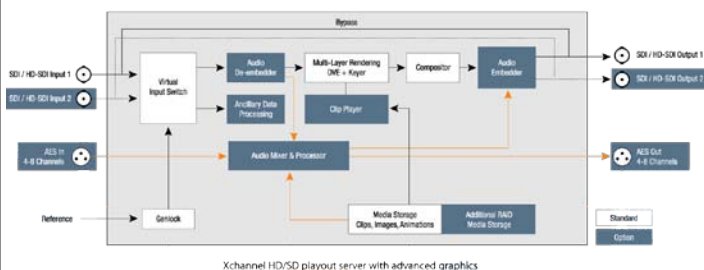 Bypass
SDI / HD-SDI Input 1
SDI / HD-SDI Input 2
Virtual
Input Switch
Audio
De-embedder
Multi-Layer Rendering
DVE + Keyer
Compositor
Audio
Embedder
SDI / HD-SDI Output 1
SDI / HD-SDI Output 2
Ancillary Data
Processing
Clip Player
AES In
4-8 Channels
Audio Mixer & Processor
AES Out
4-8 Channels
Reference
Genlock
Media Storage
Clips, Images, Animations
Additional RAID
Media Storage
Standard
Option
Xchannel HD/SD playout server with advanced graphics